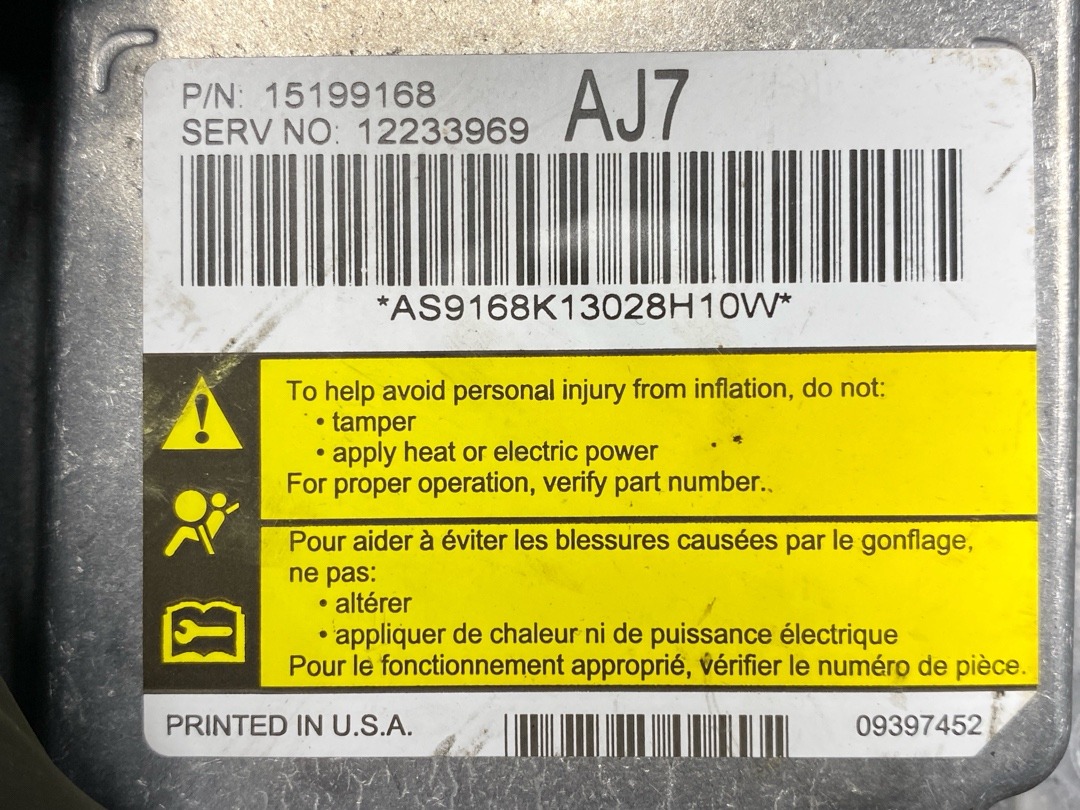 P/N: 15199168
AJ7
SERV NO: 12233969
*AS9168K13028H10W*
To help avoid personal injury from inflation, do not:
• tamper
• apply heat or electric power
For proper operation, verify part number.
Pour aider à éviter les blessures causées par le gonflage,
ne pas:
• altérer
• appliquer de chaleur ni de puissance électrique
Pour le fonctionnement approprié, vérifier le numéro de pièce.
PRINTED IN U.S.A.
09397452